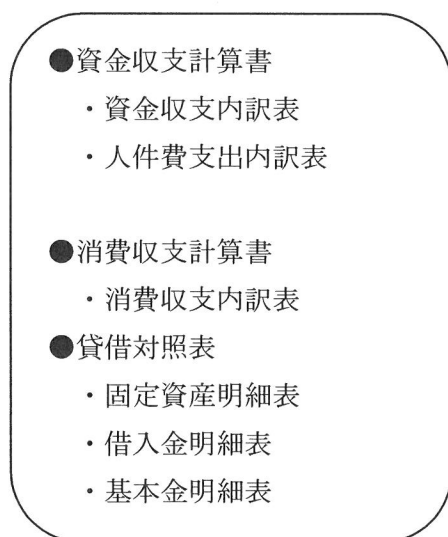 ●資金収支計算書
・資金収支内訳表
・人件費支出内訳表
●消費収支計算書
・消費収支内訳表
●貸借対照表
・固定資産明細表
・借入金明細表
・基本金明細表